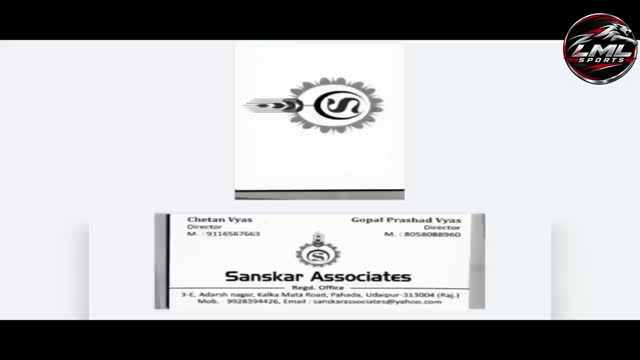 LML
SPORTS
S
Chetan Vyas
Director
M. : 9116567663
Gopal Prashad Vyas
Director
M. : 8058088960
S
Sanskar Associates
Regd. Office
3-E, Adarsh nagar, Kalka Mata Road, Pahada, Udaipur-313004 (Raj.)
Mob. 9928394426, Email : sanskarassociates@yahoo.com